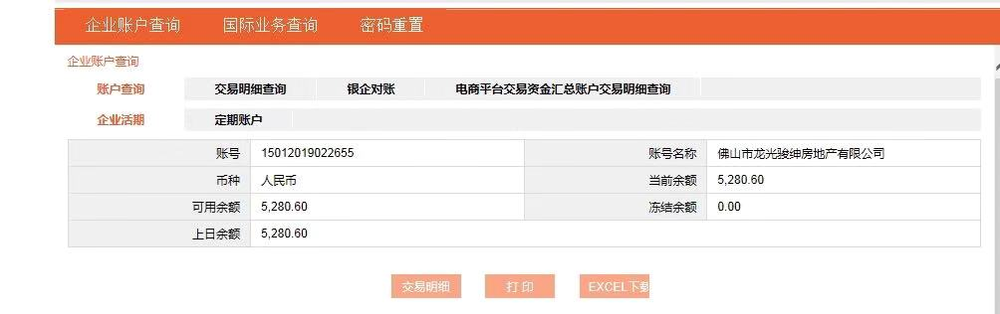 企业账户查询 国际业务查询 密码重置
企业账户查询
账户查询 交易明细查询 银企对账 电商平台交易资金汇总账户交易明细查询
企业活期 定期账户
账号 15012019022655 账号名称 佛山市龙光骏绅房地产有限公司
币种 人民币 当前余额 5,280.60
可用余额 5,280.60 冻结余额 0.00
上日余额 5,280.60
交易明细 打 印 EXCEL下载